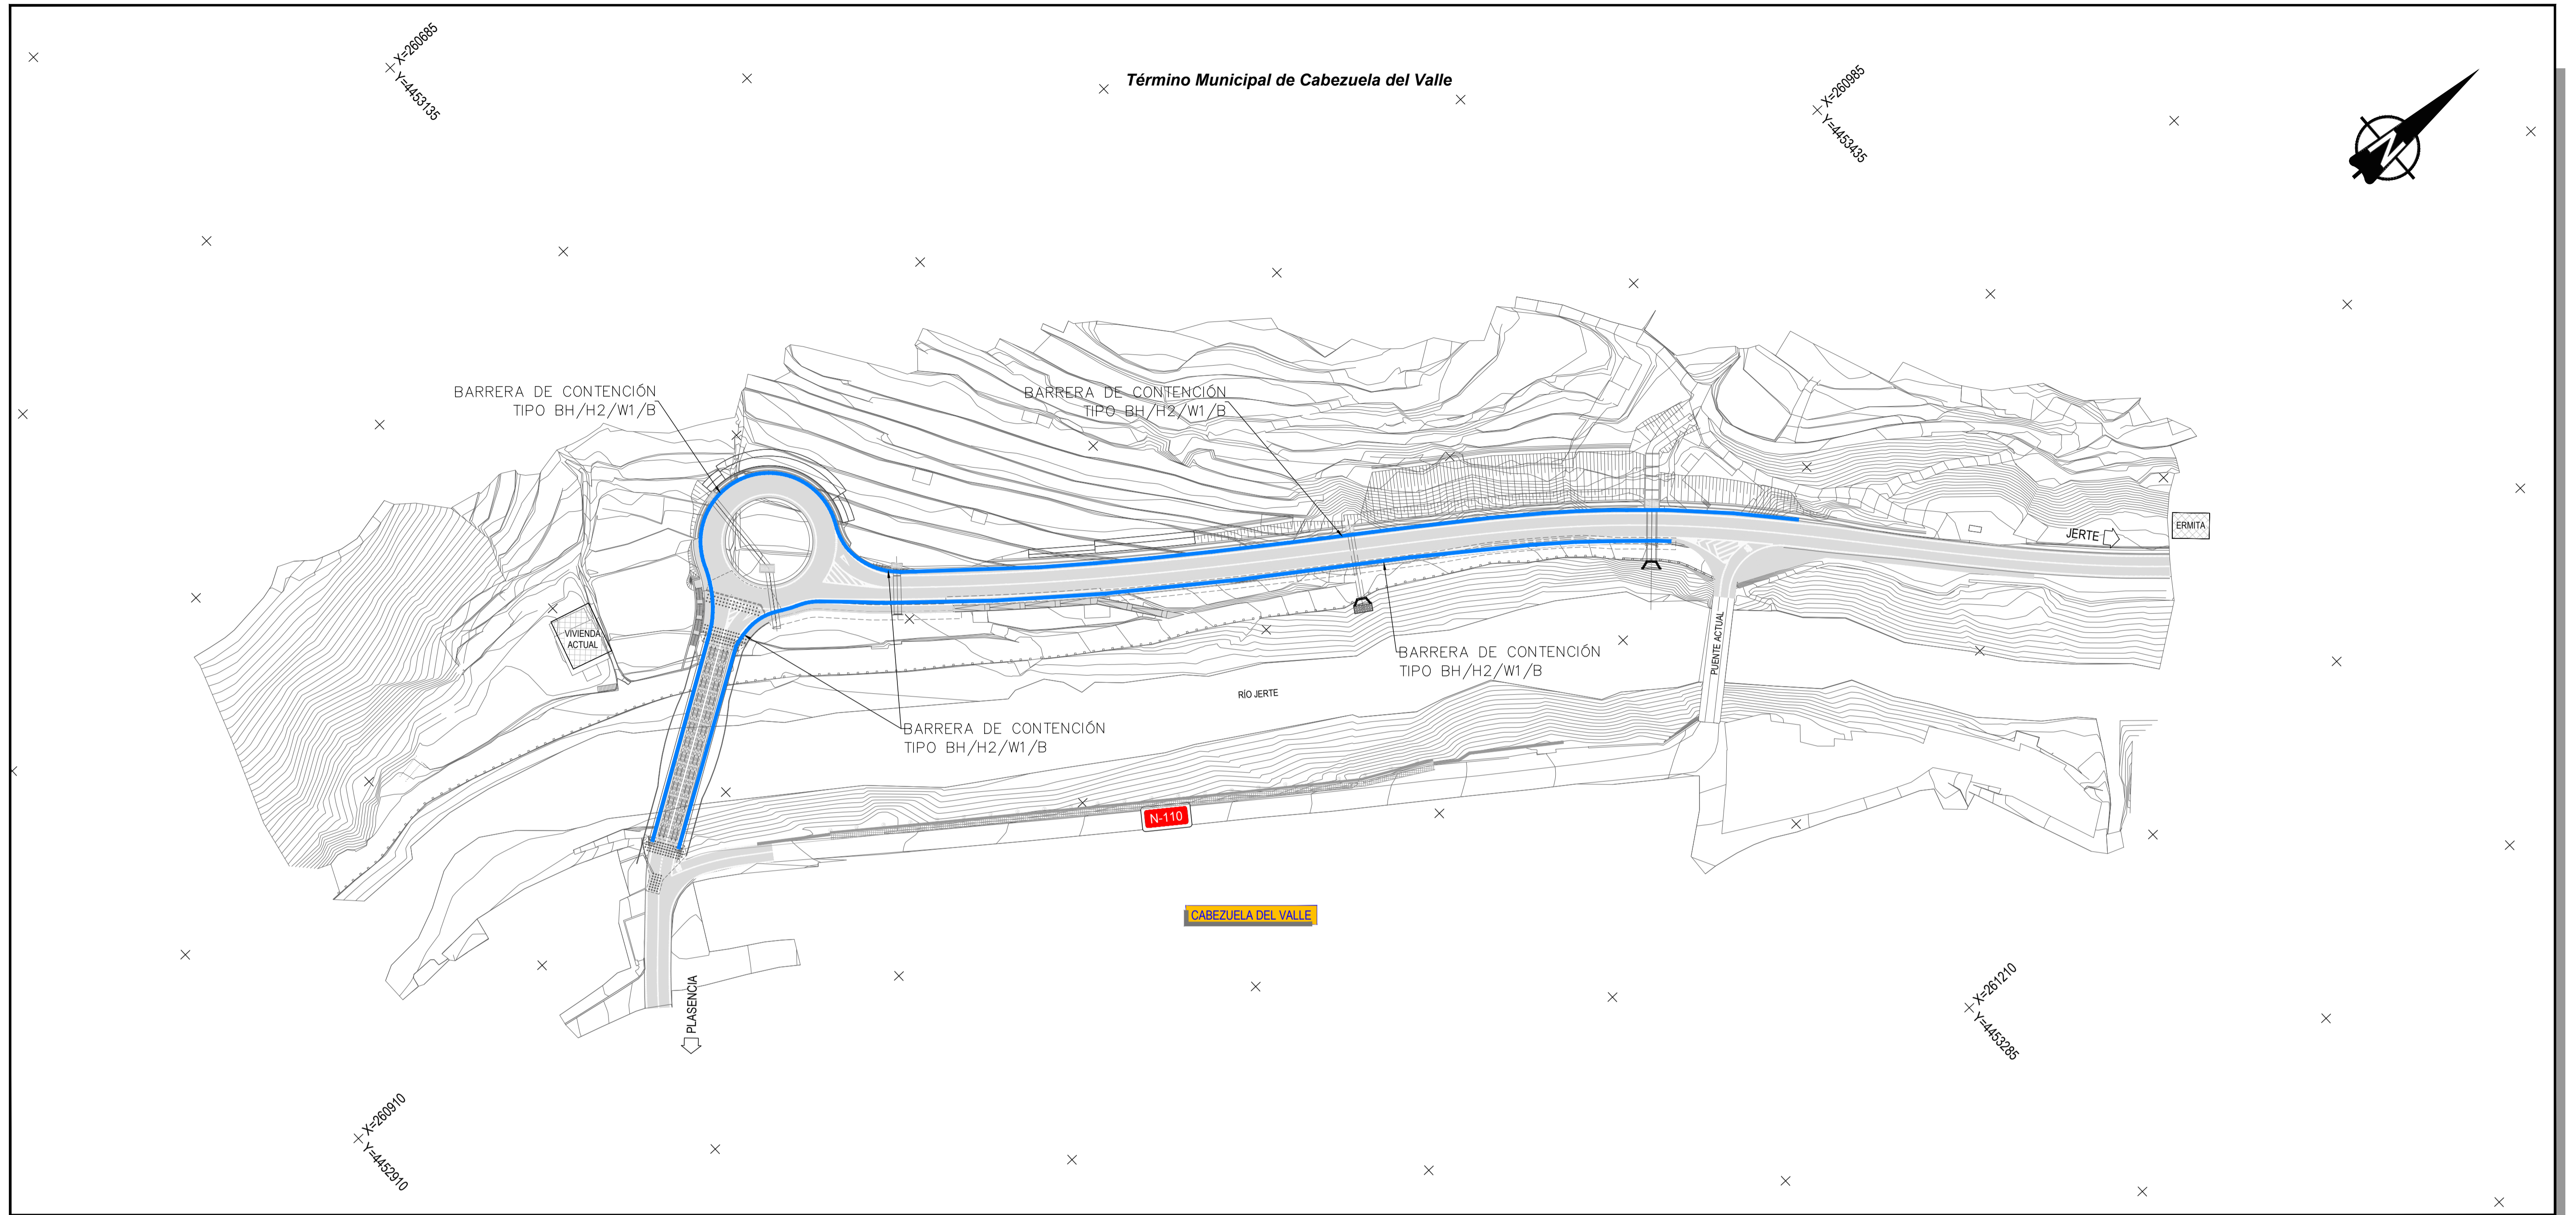 X=260685
Y=4453135
Término Municipal de Cabezuela del Valle
X=260985
Y=4453435
N
BARRERA DE CONTENCIÓN
TIPO BH/H2/W1/B
BARRERA DE CONTENCIÓN
TIPO BH/H2/W1/B
JERTE
ERMITA
VIVIENDA
ACTUAL
PUENTE ACTUAL
BARRERA DE CONTENCIÓN
TIPO BH/H2/W1/B
RÍO JERTE
BARRERA DE CONTENCIÓN
TIPO BH/H2/W1/B
N-110
CABEZUELA DEL VALLE
PLASENCIA
X=261210
Y=4453285
X=260910
Y=4452910